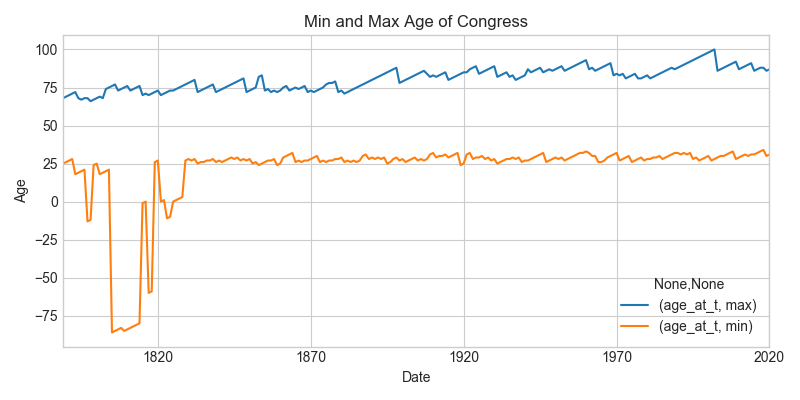 Min and Max Age of Congress
100
75
50
25
0
−25
−50
−75
Age
1820 1870 1920 1970 2020
Date
None,None
(age_at_t, max)
(age_at_t, min)